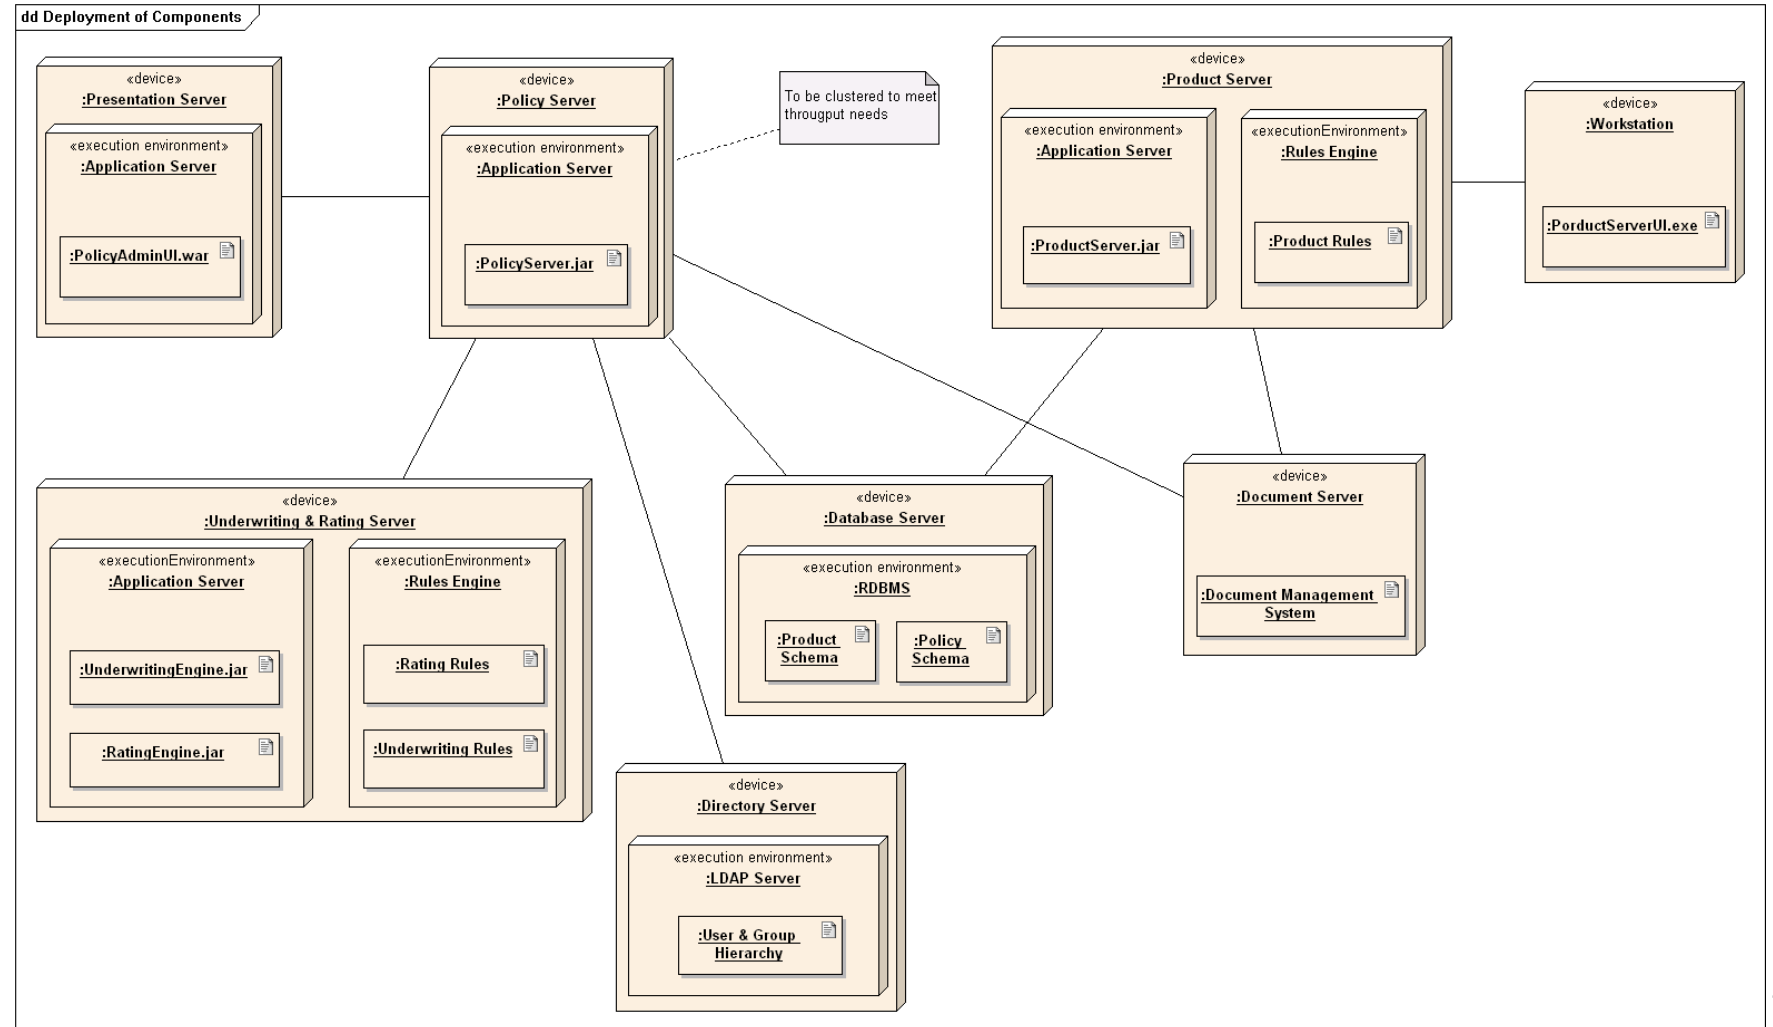 dd Deployment of Components
«device»
:Presentation Server
«execution environment»
:Application Server
:PolicyAdminUI.war
«device»
:Policy Server
«execution environment»
:Application Server
:PolicyServer.jar
To be clustered to meet
througput needs
«device»
:Product Server
«execution environment»
:Application Server
:ProductServer.jar
«executionEnvironment»
:Rules Engine
:Product Rules
«device»
:Workstation
:PorductServerUI.exe
«device»
:Underwriting & Rating Server
«executionEnvironment»
:Application Server
:UnderwritingEngine.jar
:RatingEngine.jar
«executionEnvironment»
:Rules Engine
:Rating Rules
:Underwriting Rules
«device»
:Database Server
«execution environment»
:RDBMS
:Product
Schema
:Policy
Schema
«device»
:Document Server
:Document Management
System
«device»
:Directory Server
«execution environment»
:LDAP Server
:User & Group
Hierarchy